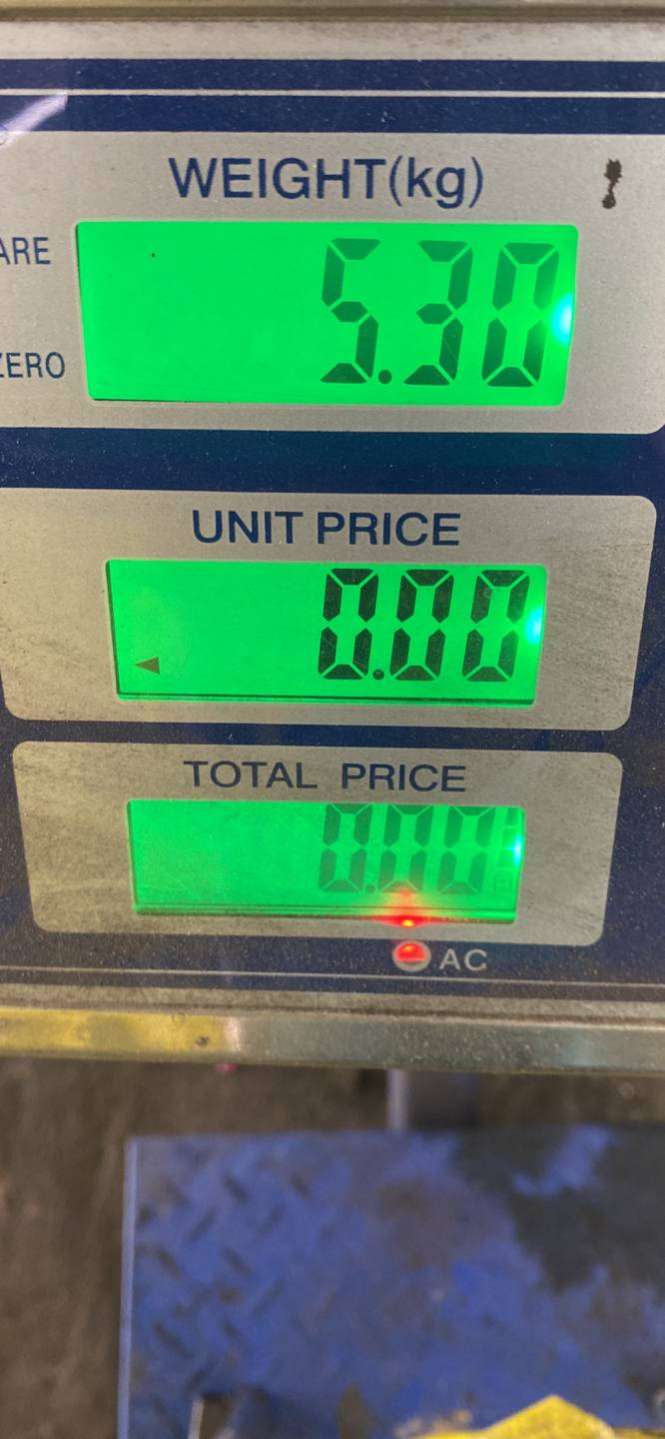 WEIGHT(kg)
ARE
5.30
ZERO
UNIT PRICE
0.00
TOTAL PRICE
0.00
AC